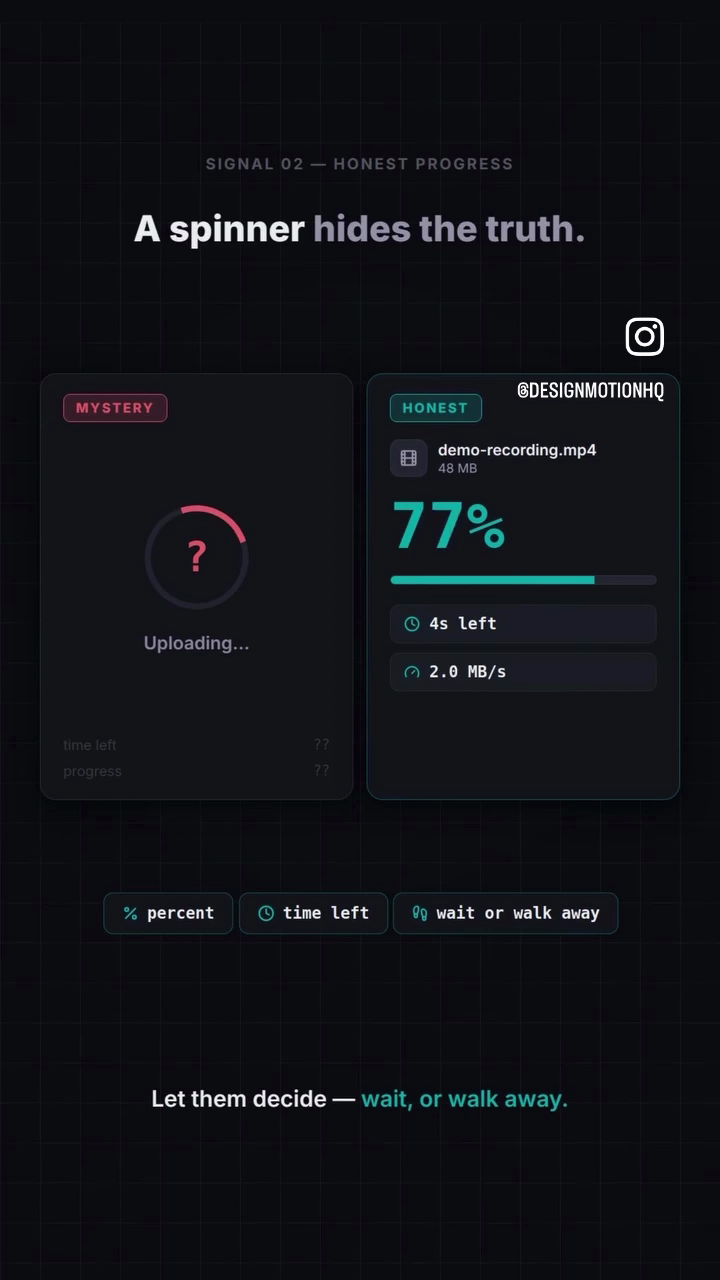 SIGNAL 02 — HONEST PROGRESS
A spinner hides the truth.
@DESIGNMOTIONHQ
MYSTERY
?
Uploading...
time left ??
progress ??
HONEST
demo-recording.mp4
48 MB
77%
4s left
2.0 MB/s
% percent
time left
wait or walk away
Let them decide — wait, or walk away.